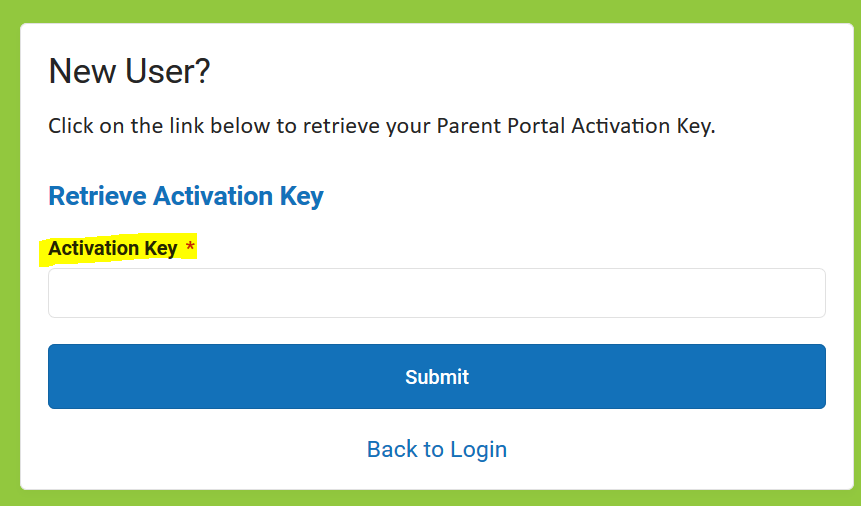 New User?
Click on the link below to retrieve your Parent Portal Activation Key.
Retrieve Activation Key
Activation Key *
Submit
Back to Login